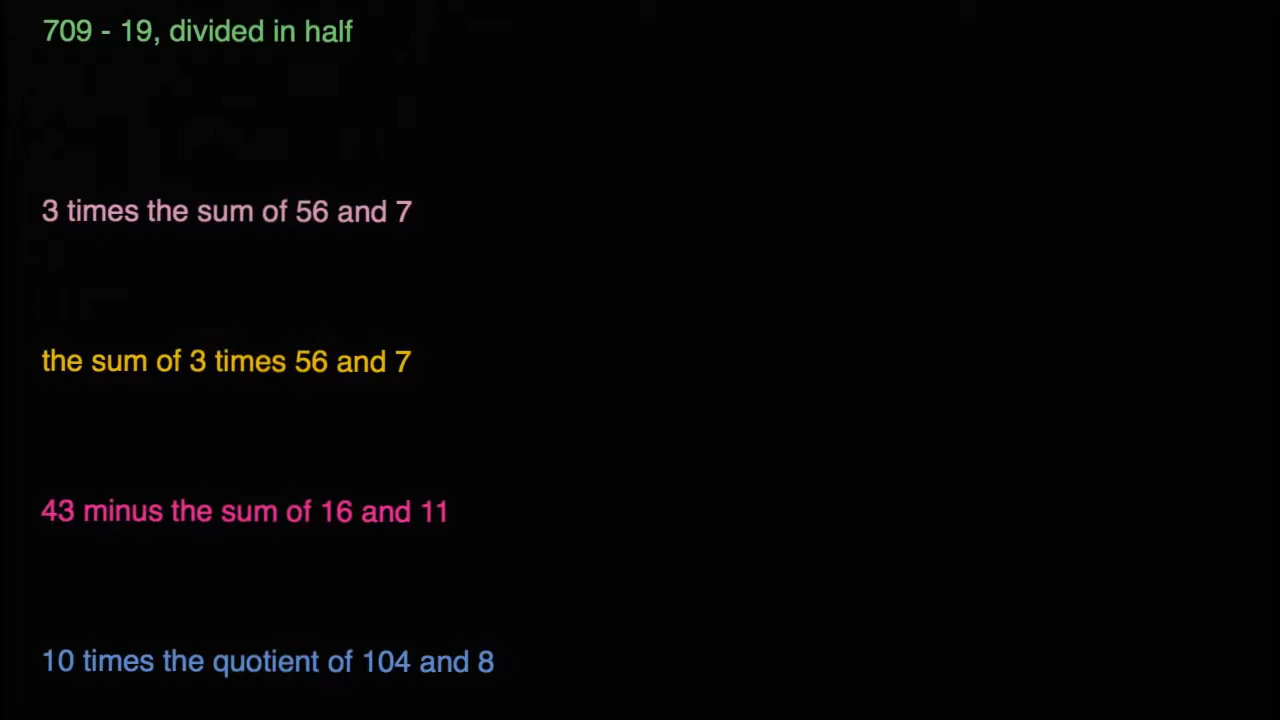 709 - 19, divided in half
3 times the sum of 56 and 7
the sum of 3 times 56 and 7
43 minus the sum of 16 and 11
10 times the quotient of 104 and 8